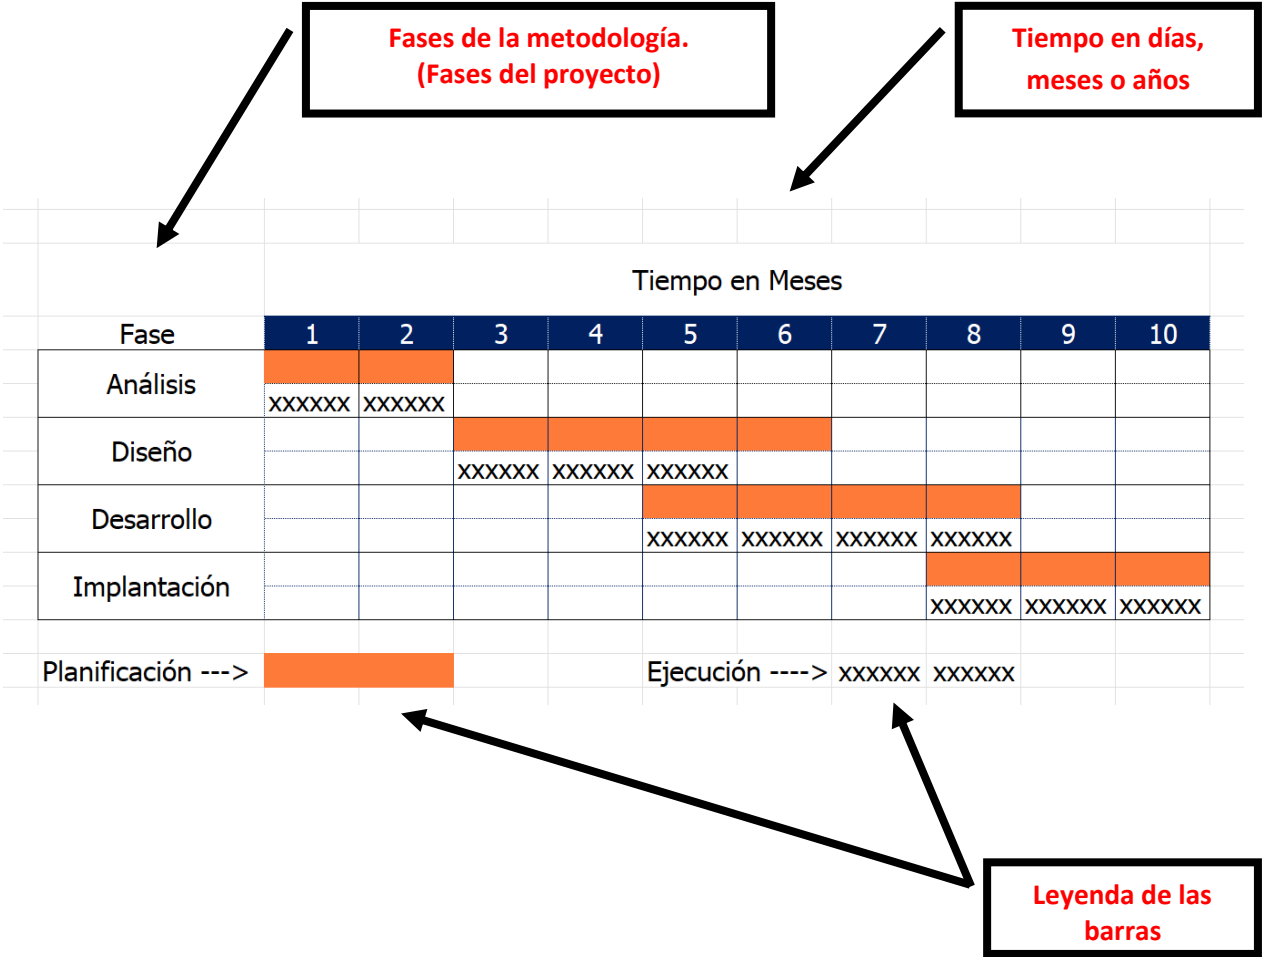 Fases de la metodología.
(Fases del proyecto)
Tiempo en días,
meses o años
Tiempo en Meses
Fase 1 2 3 4 5 6 7 8 9 10
Análisis
xxxxxx xxxxxx
Diseño
xxxxxx xxxxxx xxxxxx
Desarrollo
xxxxxx xxxxxx xxxxxx xxxxxx
Implantación
xxxxxx xxxxxx xxxxxx
Planificación ---> Ejecución ----> xxxxxx xxxxxx
Leyenda de las
barras